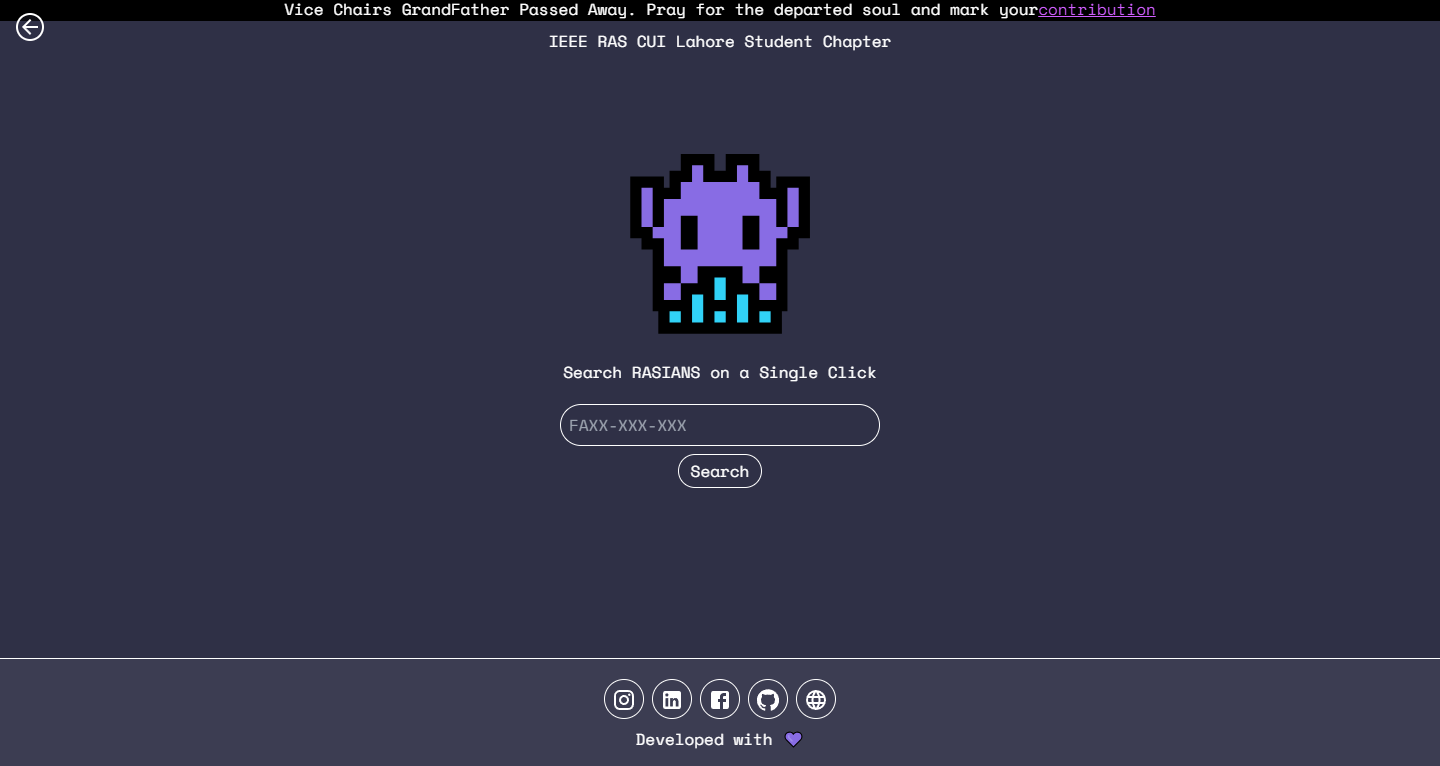 Vice Chairs GrandFather Passed Away. Pray for the departed soul and mark yourcontribution
IEEE RAS CUI Lahore Student Chapter
Search RASIANS on a Single Click
FAXX-XXX-XXX
Search
Developed with